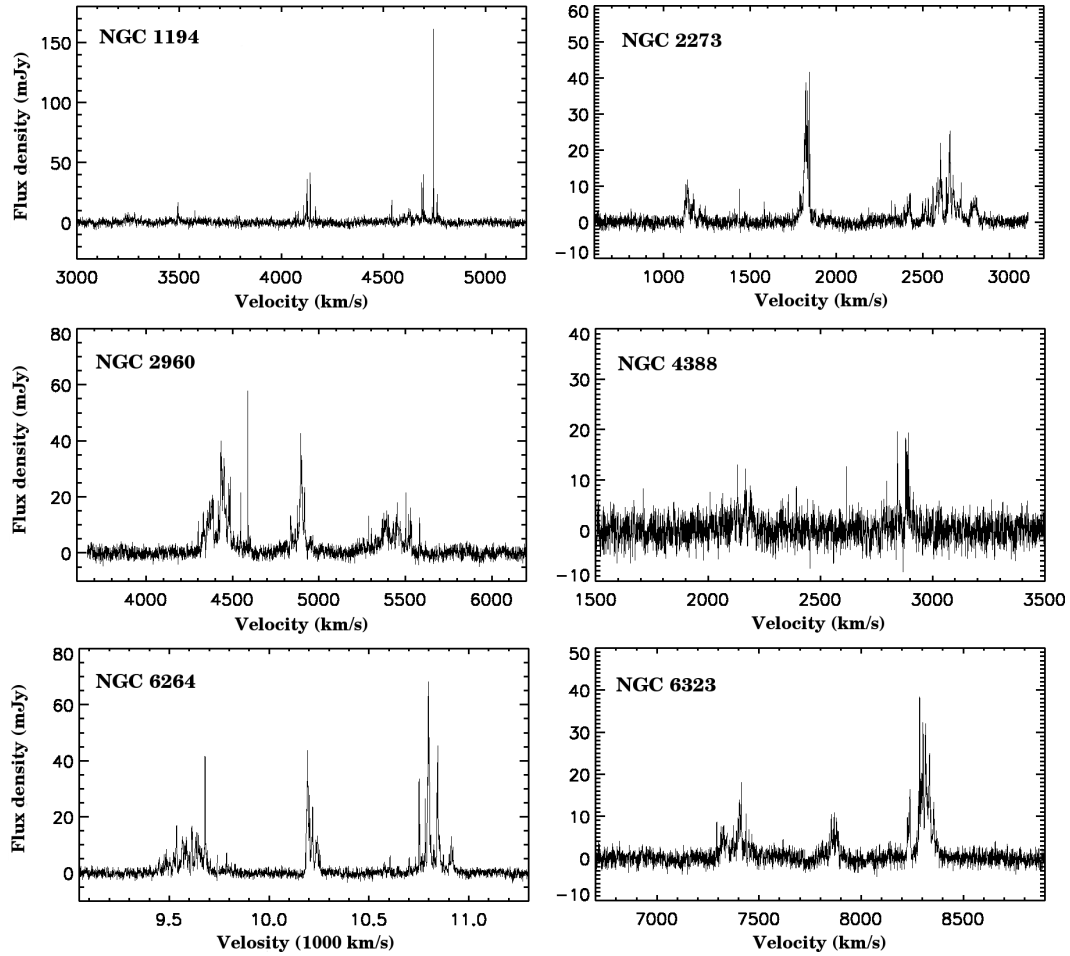 NGC 1194
Flux density (mJy)
150
100
50
0
3000 3500 4000 4500 5000
Velocity (km/s)
NGC 2273
60
50
40
30
20
10
0
−10
1000 1500 2000 2500 3000
Velocity (km/s)
NGC 2960
Flux density (mJy)
80
60
40
20
0
4000 4500 5000 5500 6000
Velocity (km/s)
NGC 4388
40
30
20
10
0
−10
1500 2000 2500 3000 3500
Velocity (km/s)
NGC 6264
Flux density (mJy)
80
60
40
20
0
9.5 10.0 10.5 11.0
Velosity (1000 km/s)
NGC 6323
50
40
30
20
10
0
−10
7000 7500 8000 8500
Velocity (km/s)